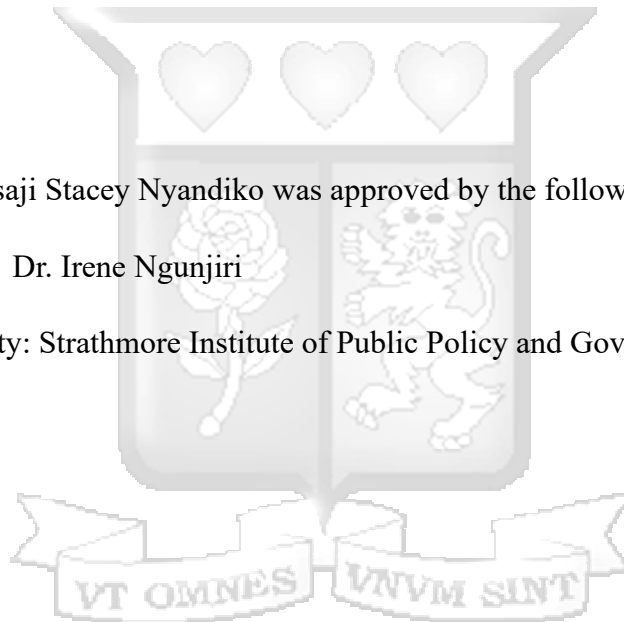 saji Stacey Nyandiko was approved by the follow
Dr. Irene Ngunjiri
ty: Strathmore Institute of Public Policy and Gov
VT OMNES VNVM SINT